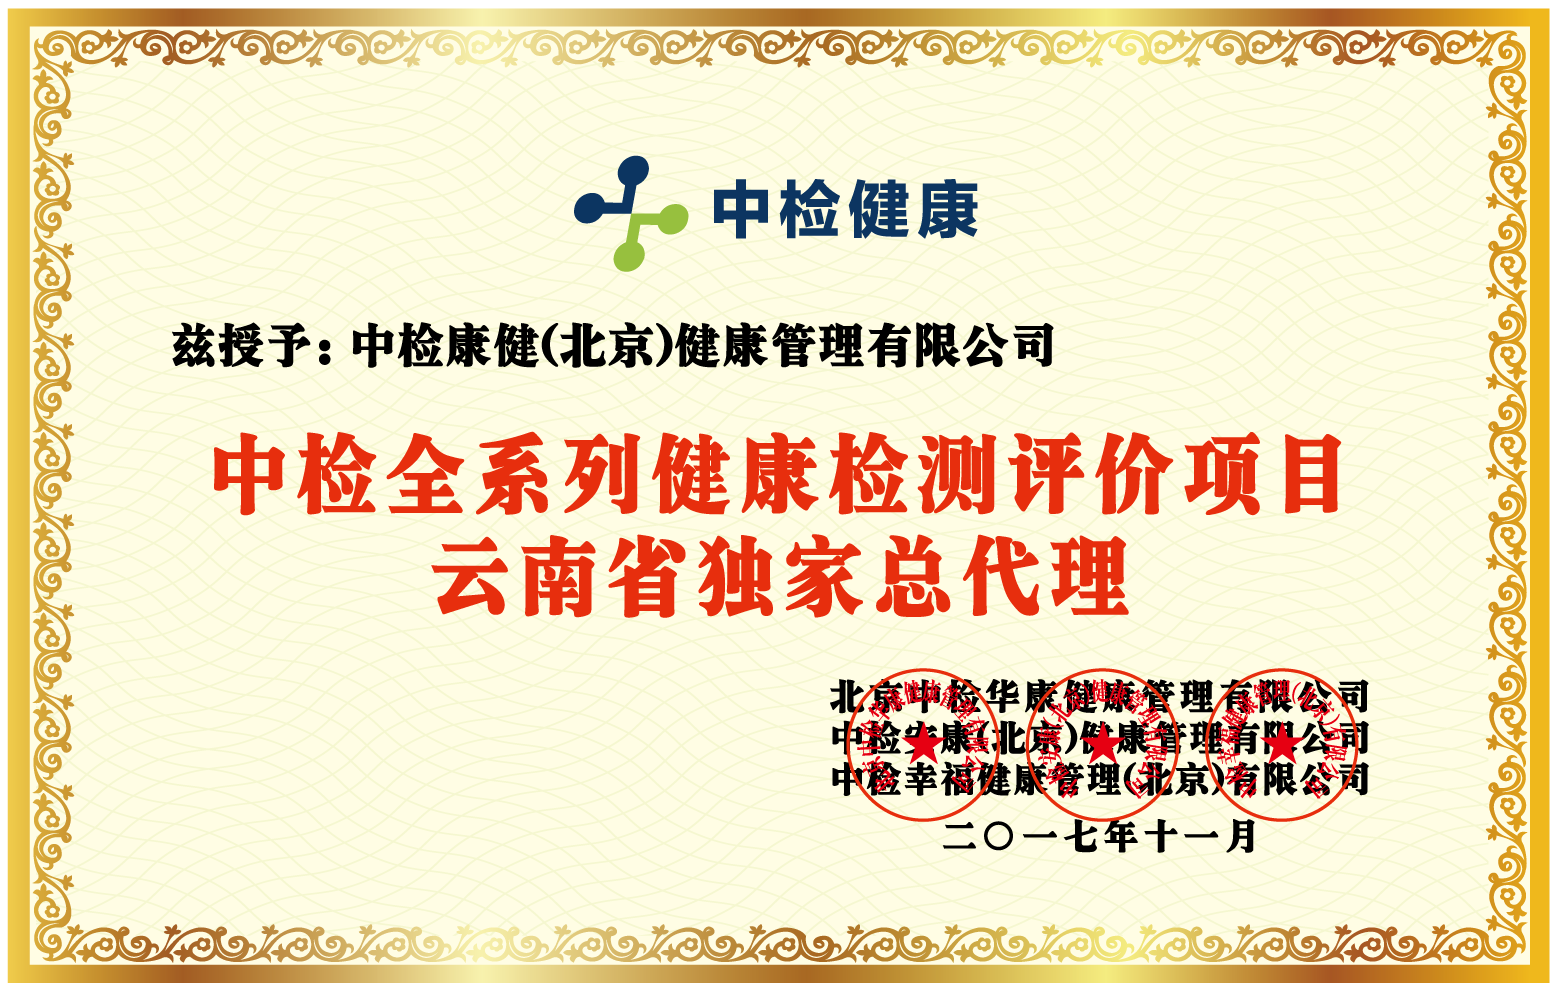 中检健康
兹授予:中检康健(北京)健康管理有限公司
中检全系列健康检测评价项目
云南省独家总代理
北京中检华康健康管理有限公司
中检安康(北京)健康管理有限公司
中检幸福健康管理(北京)有限公司
二〇一七年十一月